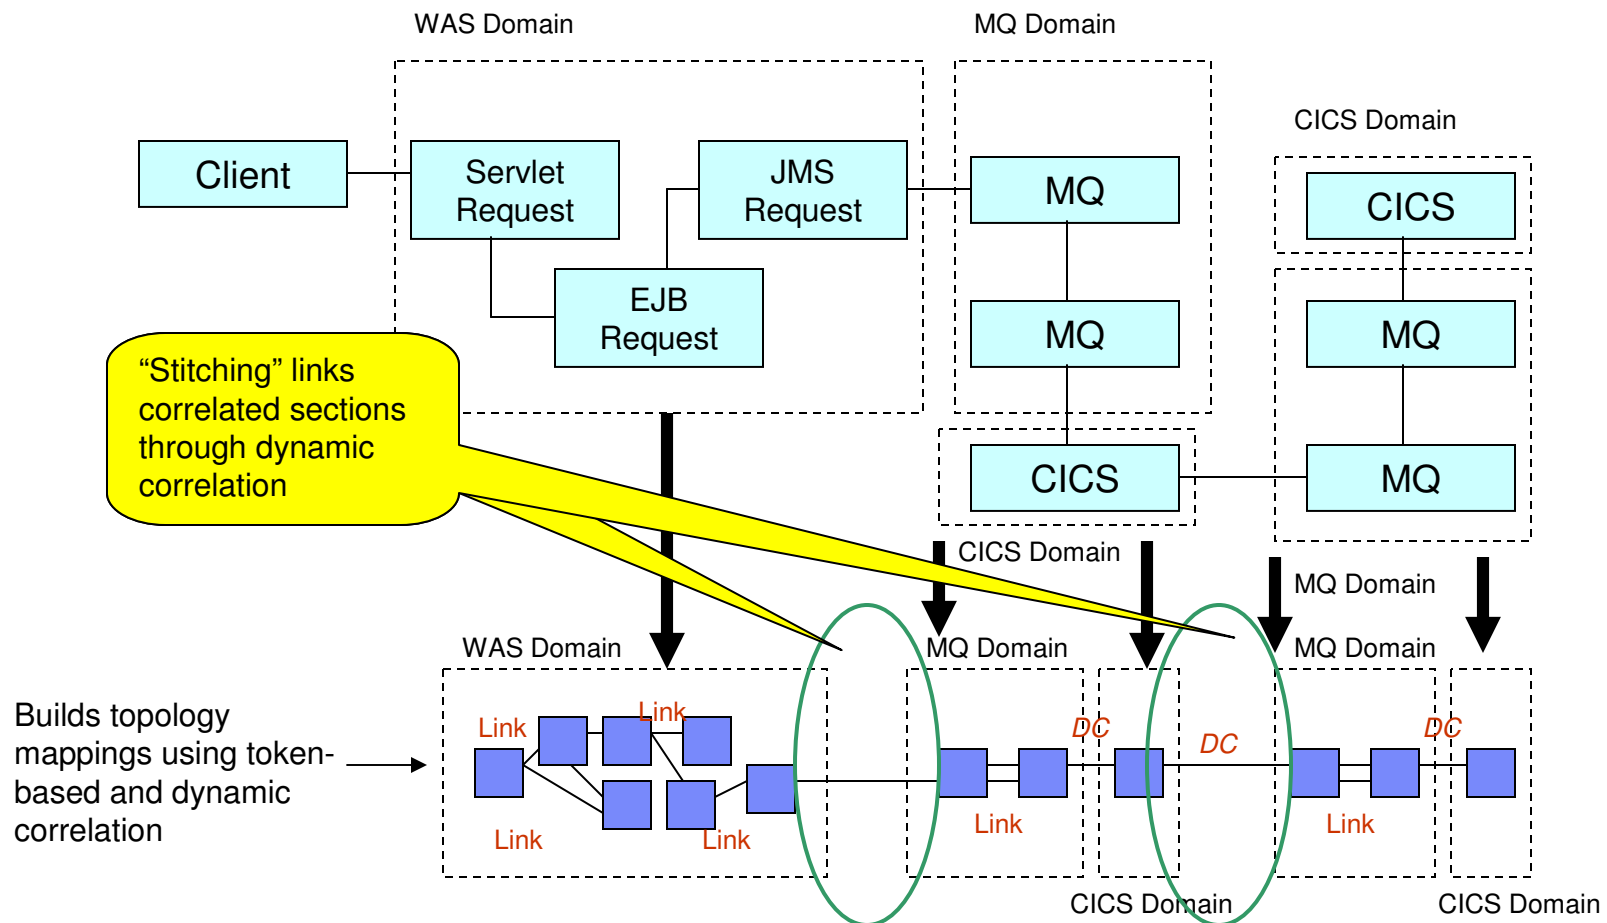 WAS Domain
MQ Domain
CICS Domain
Client
Servlet
Request
JMS
Request
MQ
CICS
EJB
Request
MQ
MQ
“Stitching” links
correlated sections
through dynamic
correlation
CICS
MQ
CICS Domain
MQ Domain
WAS Domain
MQ Domain
MQ Domain
Builds topology
mappings using token-
based and dynamic
correlation
Link
Link
DC
DC
DC
Link
Link
Link
Link
CICS Domain
CICS Domain